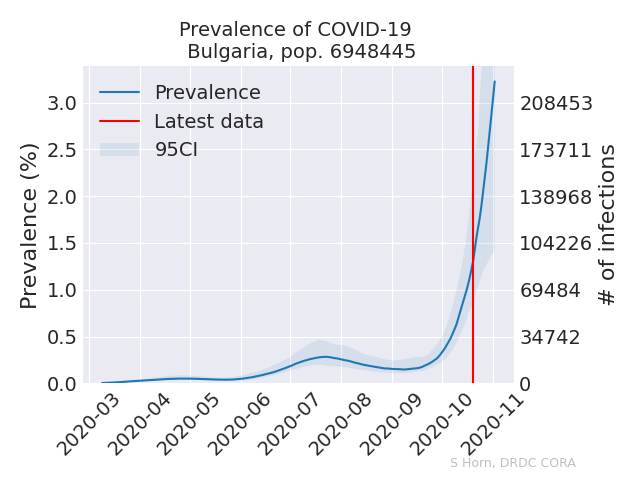 Prevalence of COVID-19
Bulgaria, pop. 6948445
Prevalence
Latest data
95CI
Prevalence (%)
3.0
2.5
2.0
1.5
1.0
0.5
0.0
208453
173711
138968
104226
69484
34742
0
# of infections
2020-03
2020-04
2020-05
2020-06
2020-07
2020-08
2020-09
2020-10
2020-11
S Horn, DRDC CORA